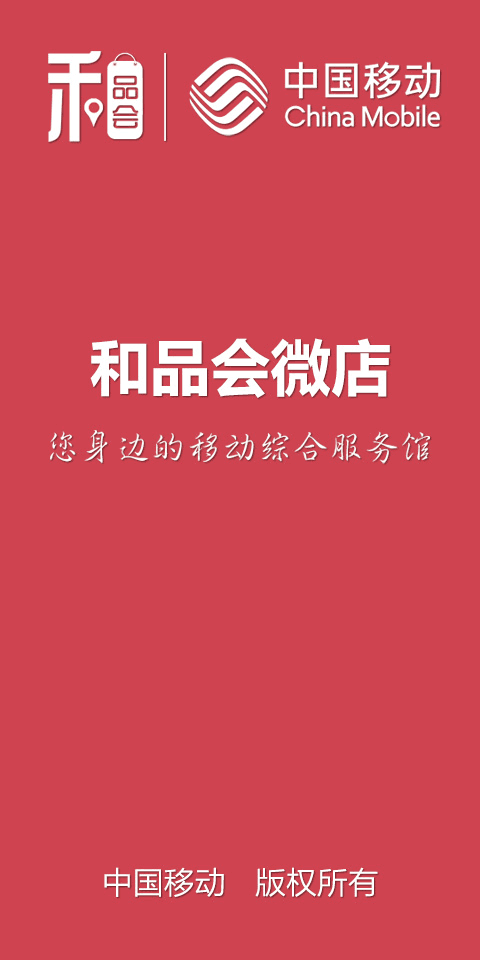 和品会
中国移动
China Mobile
和品会微店
您身边的移动综合服务馆
中国移动 版权所有